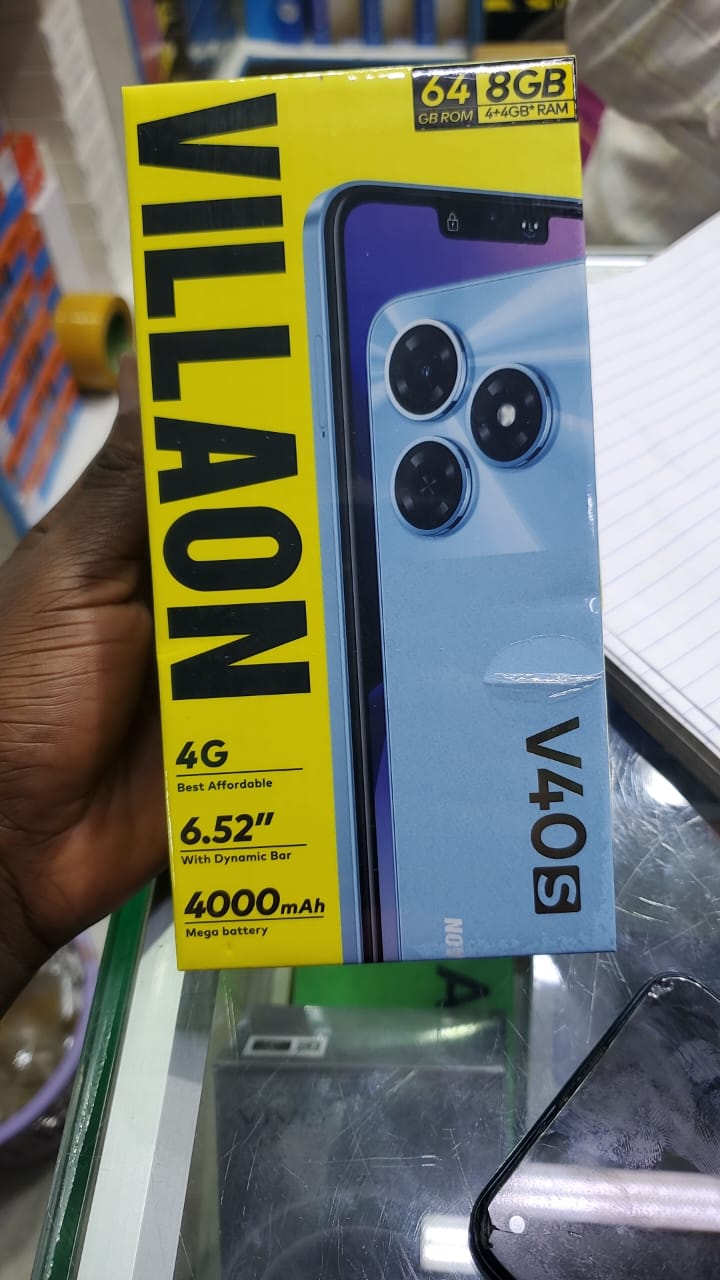 64 8GB
GB ROM 4+4GB* RAM
VILLAON
4G
Best Affordable
6.52"
With Dynamic Bar
4000mAh
Mega battery
V40S